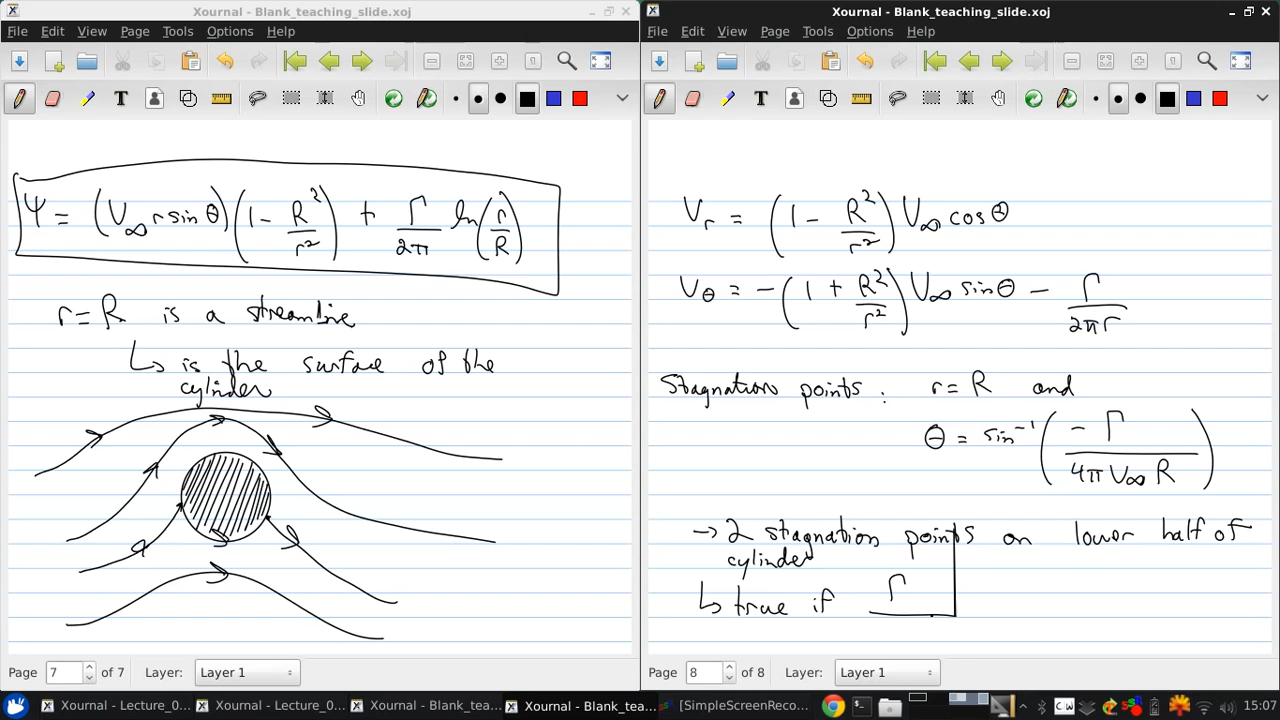 Xournal - Blank_teaching_slide.xoj
File Edit View Page Tools Options Help
Ψ = (V∞ r sin θ) (1 - R²/r²) + Γ/2π ln(r/R)
r = R is a streamline
↳ is the surface of the
cylinder
Page 7 of 7 Layer: Layer 1
Xournal - Blank_teaching_slide.xoj
File Edit View Page Tools Options Help
Vr = (1 - R²/r²) V∞ cos θ
Vθ = -(1 + R²/r²) V∞ sin θ - Γ/2πr
Stagnation points: r = R and
θ = sin⁻¹(-Γ/4πV∞R)
→ 2 stagnation points on lower half of
cylinder
↳ true if Γ
Page 8 of 8 Layer: Layer 1
Xournal - Lecture_0... Xournal - Lecture_0... Xournal - Blank_tea... Xournal - Blank_tea... [SimpleScreenReco... 15:07